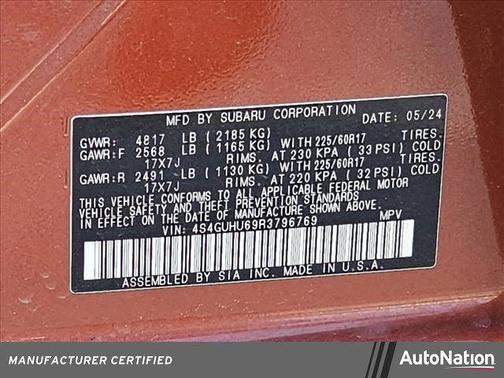 MFD BY SUBARU CORPORATION DATE: 05/24
GVWR: 4817 LB (2185 KG)
GAWR:F 2568 LB (1165 KG) WITH 225/60R17
17X7J RIMS, AT 230 KPA (33 PSI) COLD
GAWR:R 2491 LB (1130 KG) WITH 225/60R17
17X7J RIMS, AT 220 KPA (32 PSI) COLD
THIS VEHICLE CONFORMS TO ALL APPLICABLE FEDERAL MOTOR
VEHICLE SAFETY AND THEFT PREVENTION STANDARDS IN
EFFECT ON THE DATE OF MANUFACTURE SHOWN ABOVE.
VIN: 4S4GUHU69R3796769 MPV
ASSEMBLED BY SIA INC. MADE IN U.S.A.
MANUFACTURER CERTIFIED
AutoNation